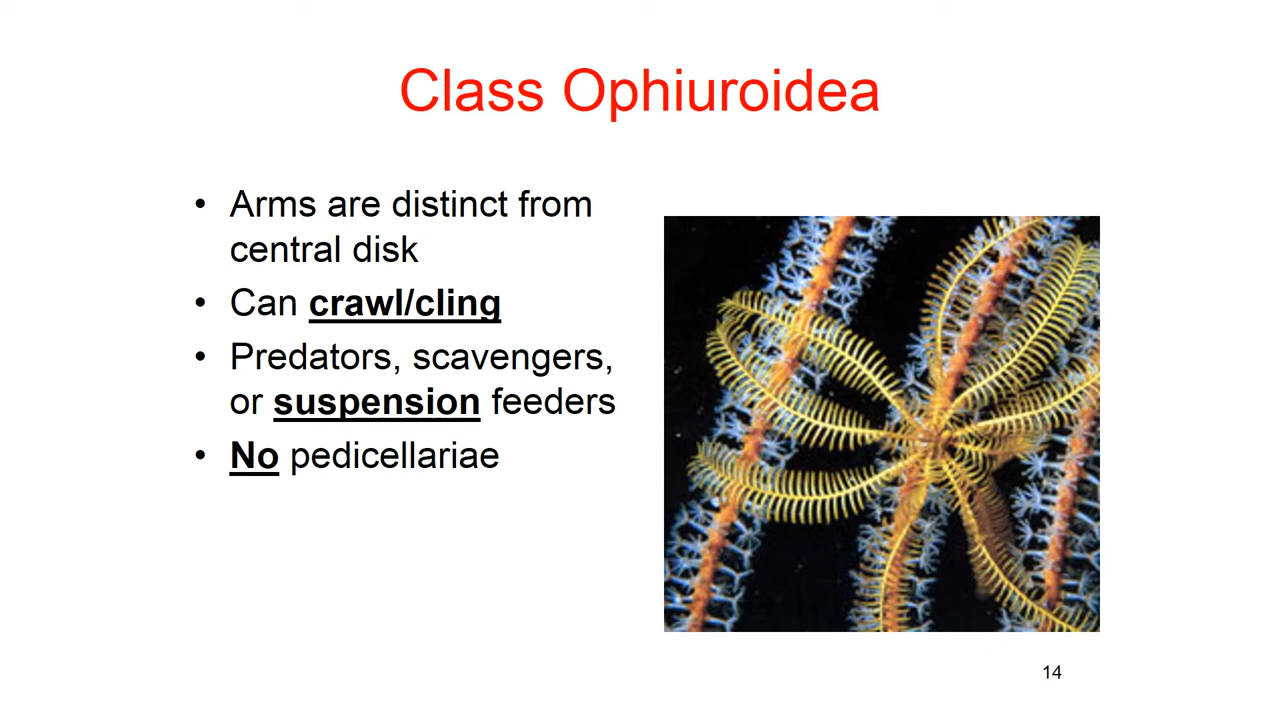 Class Ophiuroidea
• Arms are distinct from
central disk
• Can crawl/cling
• Predators, scavengers,
or suspension feeders
• No pedicellariae
14